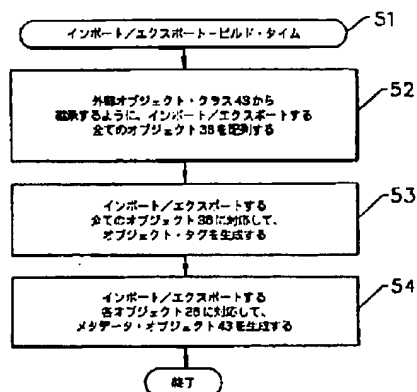 インポート／エクスポート－ビルド・タイム
51
外部オブジェクト・クラス43から
継承するように、インポート／エクスポートする
全てのオブジェクト36を配列する
52
インポート／エクスポートする
全てのオブジェクト36に対応して、
オブジェクト・タグを生成する
53
インポート／エクスポートする
各オブジェクト26に対応して、
メタデータ・オブジェクト43を生成する
54
終了